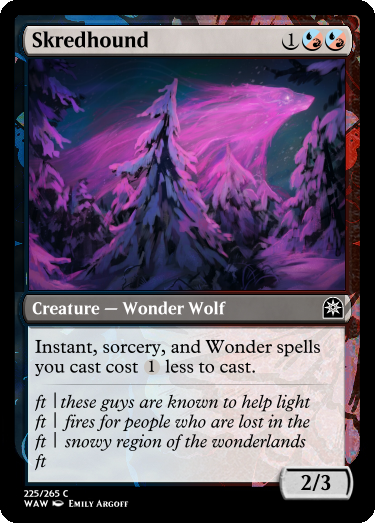 Skredhound 1
Creature — Wonder Wolf
Instant, sorcery, and Wonder spells
you cast cost 1 less to cast.
ft | these guys are known to help light
ft | fires for people who are lost in the
ft | snowy region of the wonderlands
ft
2/3
225/265 C
WAW EMILY ARGOFF